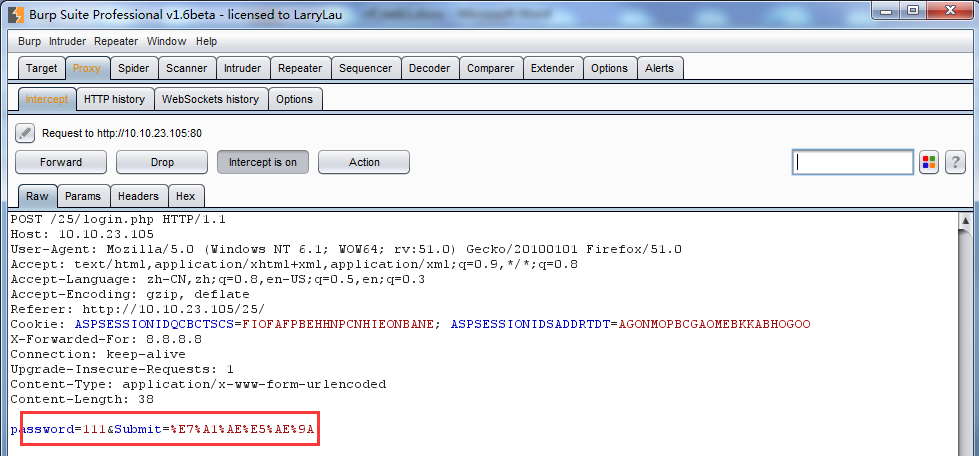 Burp Suite Professional v1.6beta - licensed to LarryLau
Burp Intruder Repeater Window Help
Target Proxy Spider Scanner Intruder Repeater Sequencer Decoder Comparer Extender Options Alerts
Intercept HTTP history WebSockets history Options
Request to http://10.10.23.105:80
Forward Drop Intercept is on Action ?
Raw Params Headers Hex
POST /25/login.php HTTP/1.1
Host: 10.10.23.105
User-Agent: Mozilla/5.0 (Windows NT 6.1; WOW64; rv:51.0) Gecko/20100101 Firefox/51.0
Accept: text/html,application/xhtml+xml,application/xml;q=0.9,*/*;q=0.8
Accept-Language: zh-CN,zh;q=0.8,en-US;q=0.5,en;q=0.3
Accept-Encoding: gzip, deflate
Referer: http://10.10.23.105/25/
Cookie: ASPSESSIONIDQCBCTSCS=FIOFAFPBEHHNPCNHIEONBANE; ASPSESSIONIDSADDRTDT=AGONMOPBCGAOMEBKKABHOGOO
X-Forwarded-For: 8.8.8.8
Connection: keep-alive
Upgrade-Insecure-Requests: 1
Content-Type: application/x-www-form-urlencoded
Content-Length: 38
password=111&Submit=%E7%A1%AE%E5%AE%9A